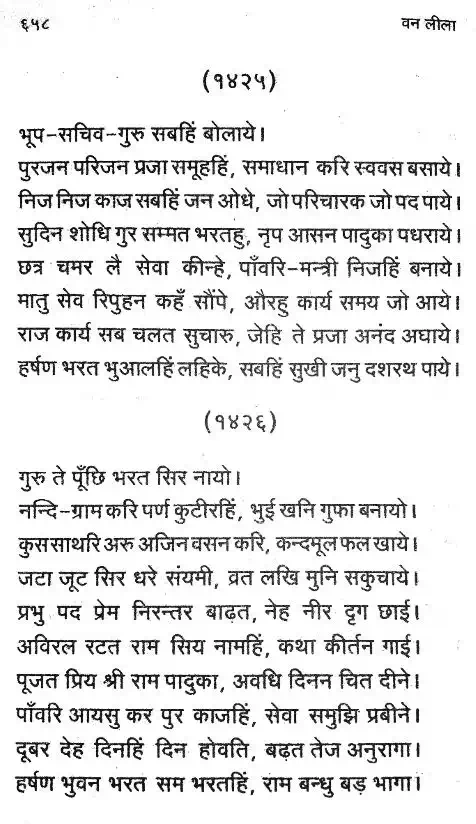 ६५८ वन लीला
(१४२५)
भूप-सचिव-गुरु सबहिं बोलाये।
पुरजन परिजन प्रजा समूहहिं, समाधान करि स्ववस बसाये।
निज निज काज सबहिं जन ओधे, जो परिचारक जो पद पाये।
सुदिन शोधि गुर सम्मत भरतहु, नृप आसन पादुका पधराये।
छत्र चमर लै सेवा कीन्हे, पाँवरि-मन्त्री निजहिं बनाये।
मातु सेव रिपुहन कहँ सौंपे, औरहु कार्य समय जो आये।
राज कार्य सब चलत सुचारु, जेहि ते प्रजा अनंद अघाये।
हर्षण भरत भुआलहिं लहिके, सबहिं सुखी जनु दशरथ पाये।
(१४२६)
गुरु ते पूँछि भरत सिर नायो।
नन्दि-ग्राम करि पर्ण कुटीरहिं, भुई खनि गुफा बनायो।
कुस साथरि अरु अजिन वसन करि, कन्दमूल फल खाये।
जटा जूट सिर धरे संयमी, व्रत लखि मुनि सकुचाये।
प्रभु पद प्रेम निरन्तर बाढ़त, नेह नीर दृग छाई।
अविरल रटत राम सिय नामहिं, कथा कीर्तन गाई।
पूजत प्रिय श्री राम पादुका, अवधि दिनन चित दीने।
पाँवरि आयसु कर पुर काजहिं, सेवा समुझि प्रबीने।
दूबर देह दिनहिं दिन होवति, बढ़त तेज अनुरागा।
हर्षण भुवन भरत सम भरतहिं, राम बन्धु बड़ भागा।